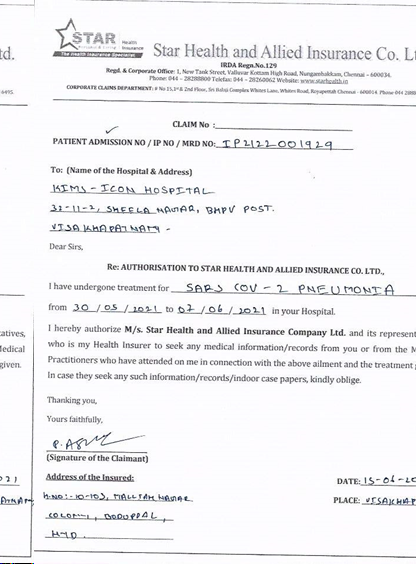 STAR Health Insurance
Personal & Caring
The Health Insurance Specialist
Star Health and Allied Insurance Co. L
IRDA Regn.No.129
Regd. & Corporate Office: 1, New Tank Street, Valluvar Kottam High Road, Nungambakkam, Chennai - 600034.
Phone: 044 - 28288800 Telefax: 044 - 28260062 Website: www.starhealth.in
CORPORATE CLAIMS DEPARTMENT: # No 15, 1st & 2nd Floor, Sri Balaji Complex Whites Lane, Whites Road, Royapettah Chennai - 600014 Phone 044-
CLAIM No :
PATIENT ADMISSION NO / IP NO / MRD NO: IP2122001929
To: (Name of the Hospital & Address)
KIMS - ICON HOSPITAL
32-11-2, SHEELA NAGAR, BHPV POST.
VISAKHAPATNAM -
Dear Sirs,
Re: AUTHORISATION TO STAR HEALTH AND ALLIED INSURANCE CO. LTD.,
I have undergone treatment for SARS COV - 2 PNEUMONIA
from 30/05/2021 to 07/06/2021 in your Hospital.
I hereby authorize M/s. Star Health and Allied Insurance Company Ltd. and its represent
who is my Health Insurer to seek any medical information/records from you or from the M
Practitioners who have attended on me in connection with the above ailment and the treatment g
In case they seek any such information/records/indoor case papers, kindly oblige.
Thanking you,
Yours faithfully,
(Signature of the Claimant)
Address of the Insured:
H.NO:-10-103, MALLIAH NAGAR
COLONY, BODUPPAL,
HYD.
DATE: 15-06-20
PLACE: VISAKHAP
td.
6495
tatives,
Medical
given.
021